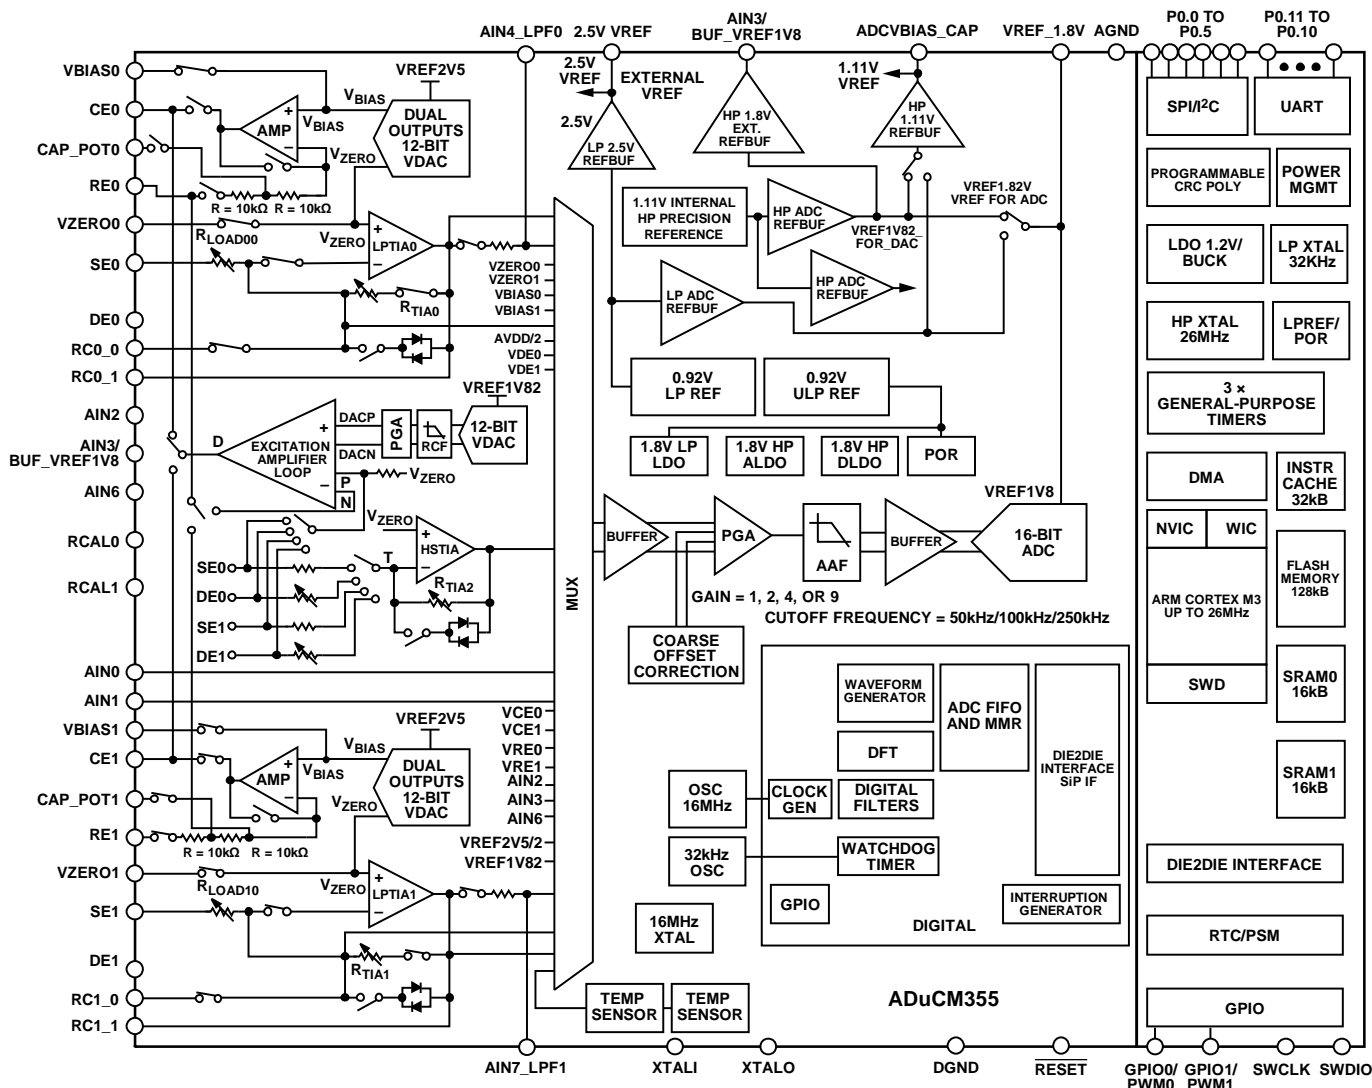 AIN4_LPF0
2.5V VREF
AIN3/
BUF_VREF1V8
ADCVBIAS_CAP
VREF_1.8V
AGND
P0.0 TO
P0.5
P0.11 TO
P0.10
VBIAS0
CE0
CAP_POT0
RE0
VZERO0
SE0
DE0
RC0_0
RC0_1
AIN2
AIN3/
BUF_VREF1V8
AIN6
RCAL0
RCAL1
AIN0
AIN1
VBIAS1
CE1
CAP_POT1
RE1
VZERO1
SE1
DE1
RC1_0
RC1_1
VREF2V5
VBIAS
AMP
+
−
VBIAS
DUAL
OUTPUTS
12-BIT
VDAC
VZERO
R = 10kΩ
R = 10kΩ
RLOAD00
VZERO
+
LPTIA0
−
RTIA0
VREF1V82
D
EXCITATION
AMPLIFIER
LOOP
+
−
P
N
DACP
DACN
PGA
RCF
12-BIT
VDAC
VZERO
VZERO
+
HSTIA
−
T
RTIA2
SE0
DE0
SE1
DE1
VREF2V5
VBIAS
AMP
+
−
VBIAS
DUAL
OUTPUTS
12-BIT
VDAC
VZERO
R = 10kΩ
R = 10kΩ
RLOAD10
VZERO
+
LPTIA1
−
RTIA1
VZERO0
VZERO1
VBIAS0
VBIAS1
AVDD/2
VDE0
VDE1
MUX
VCE0
VCE1
VRE0
VRE1
AIN2
AIN3
AIN6
VREF2V5/2
VREF1V82
2.5V
VREF
EXTERNAL
VREF
2.5V
LP 2.5V
REFBUF
HP 1.8V
EXT.
REFBUF
1.11V
VREF
HP
1.11V
REFBUF
1.11V INTERNAL
HP PRECISION
REFERENCE
HP ADC
REFBUF
VREF1V82_
FOR_DAC
VREF1.82V
VREF FOR ADC
LP ADC
REFBUF
HP ADC
REFBUF
0.92V
LP REF
0.92V
ULP REF
1.8V LP
LDO
1.8V HP
ALDO
1.8V HP
DLDO
POR
VREF1V8
BUFFER
PGA
AAF
BUFFER
16-BIT
ADC
GAIN = 1, 2, 4, OR 9
CUTOFF FREQUENCY = 50kHz/100kHz/250kHz
COARSE
OFFSET
CORRECTION
WAVEFORM
GENERATOR
ADC FIFO
AND MMR
DIE2DIE
INTERFACE
SiP IF
DFT
OSC
16MHz
CLOCK
GEN
DIGITAL
FILTERS
32kHz
OSC
WATCHDOG
TIMER
GPIO
INTERRUPTION
GENERATOR
DIGITAL
16MHz
XTAL
TEMP
SENSOR
TEMP
SENSOR
ADuCM355
SPI/I2C
UART
PROGRAMMABLE
CRC POLY
POWER
MGMT
LDO 1.2V/
BUCK
LP XTAL
32KHz
HP XTAL
26MHz
LPREF/
POR
3 ×
GENERAL-PURPOSE
TIMERS
DMA
INSTR
CACHE
32kB
NVIC
WIC
ARM CORTEX M3
UP TO 26MHz
FLASH
MEMORY
128kB
SWD
SRAM0
16kB
SRAM1
16kB
DIE2DIE INTERFACE
RTC/PSM
GPIO
AIN7_LPF1
XTALI
XTALO
DGND
RESET
GPIO0/
PWM0
GPIO1/
PWM1
SWCLK
SWDIO